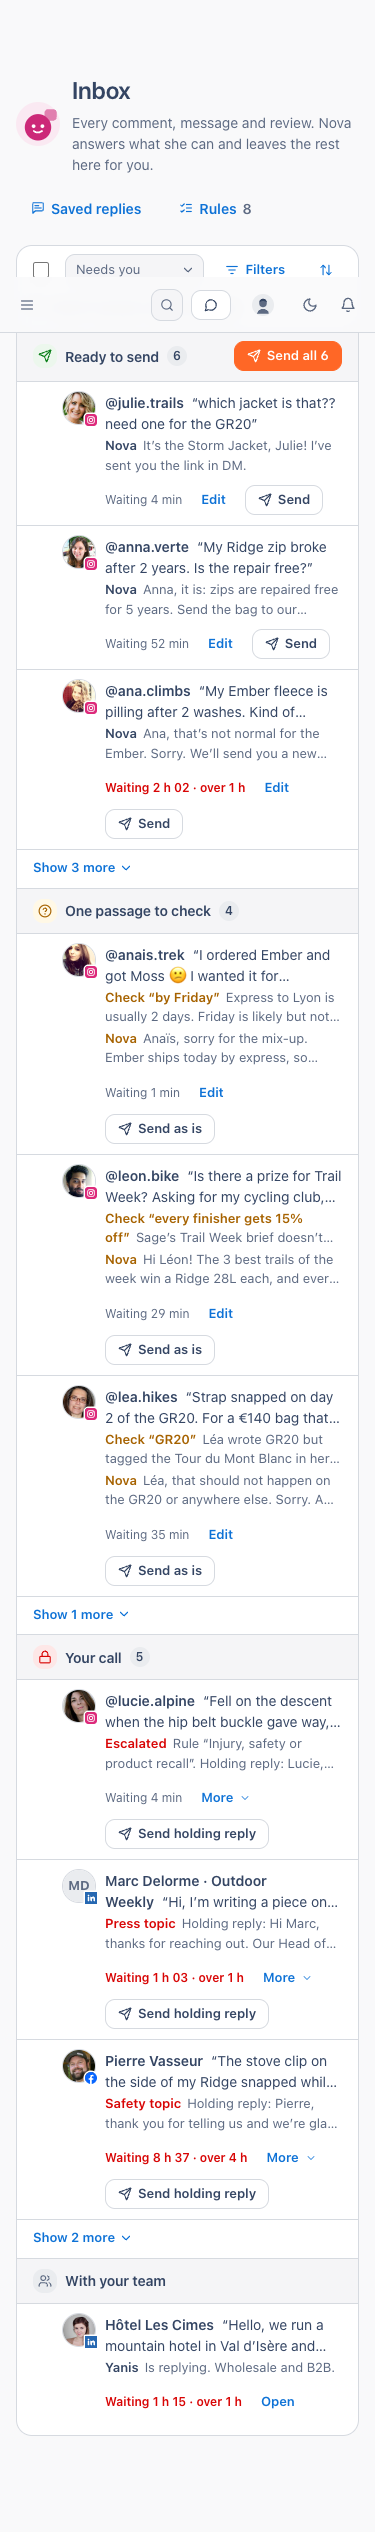 Inbox
Every comment, message and review. Nova
answers what she can and leaves the rest
here for you.
Saved replies
Rules 8
Needs you
Filters
Ready to send 6
Send all 6
@julie.trails “which jacket is that??
need one for the GR20”
Nova It’s the Storm Jacket, Julie! I’ve
sent you the link in DM.
Waiting 4 min Edit Send
@anna.verte “My Ridge zip broke
after 2 years. Is the repair free?”
Nova Anna, it is: zips are repaired free
for 5 years. Send the bag to our…
Waiting 52 min Edit Send
@ana.climbs “My Ember fleece is
pilling after 2 washes. Kind of…
Nova Ana, that’s not normal for the
Ember. Sorry. We’ll send you a new…
Waiting 2 h 02 · over 1 h Edit
Send
Show 3 more
One passage to check 4
@anais.trek “I ordered Ember and
got Moss 😕 I wanted it for…
Check “by Friday” Express to Lyon is
usually 2 days. Friday is likely but not…
Nova Anaïs, sorry for the mix-up.
Ember ships today by express, so…
Waiting 1 min Edit
Send as is
@leon.bike “Is there a prize for Trail
Week? Asking for my cycling club,…
Check “every finisher gets 15%
off” Sage’s Trail Week brief doesn’t…
Nova Hi Léon! The 3 best trails of the
week win a Ridge 28L each, and ever…
Waiting 29 min Edit
Send as is
@lea.hikes “Strap snapped on day
2 of the GR20. For a €140 bag that…
Check “GR20” Léa wrote GR20 but
tagged the Tour du Mont Blanc in her…
Nova Léa, that should not happen on
the GR20 or anywhere else. Sorry. A…
Waiting 35 min Edit
Send as is
Show 1 more
Your call 5
@lucie.alpine “Fell on the descent
when the hip belt buckle gave way,…
Escalated Rule “Injury, safety or
product recall”. Holding reply: Lucie,…
Waiting 4 min More
Send holding reply
MD
Marc Delorme · Outdoor
Weekly “Hi, I’m writing a piece on…
Press topic Holding reply: Hi Marc,
thanks for reaching out. Our Head of…
Waiting 1 h 03 · over 1 h More
Send holding reply
Pierre Vasseur “The stove clip on
the side of my Ridge snapped whil…
Safety topic Holding reply: Pierre,
thank you for telling us and we’re gla…
Waiting 8 h 37 · over 4 h More
Send holding reply
Show 2 more
With your team
Hôtel Les Cimes “Hello, we run a
mountain hotel in Val d’Isère and…
Yanis Is replying. Wholesale and B2B.
Waiting 1 h 15 · over 1 h Open